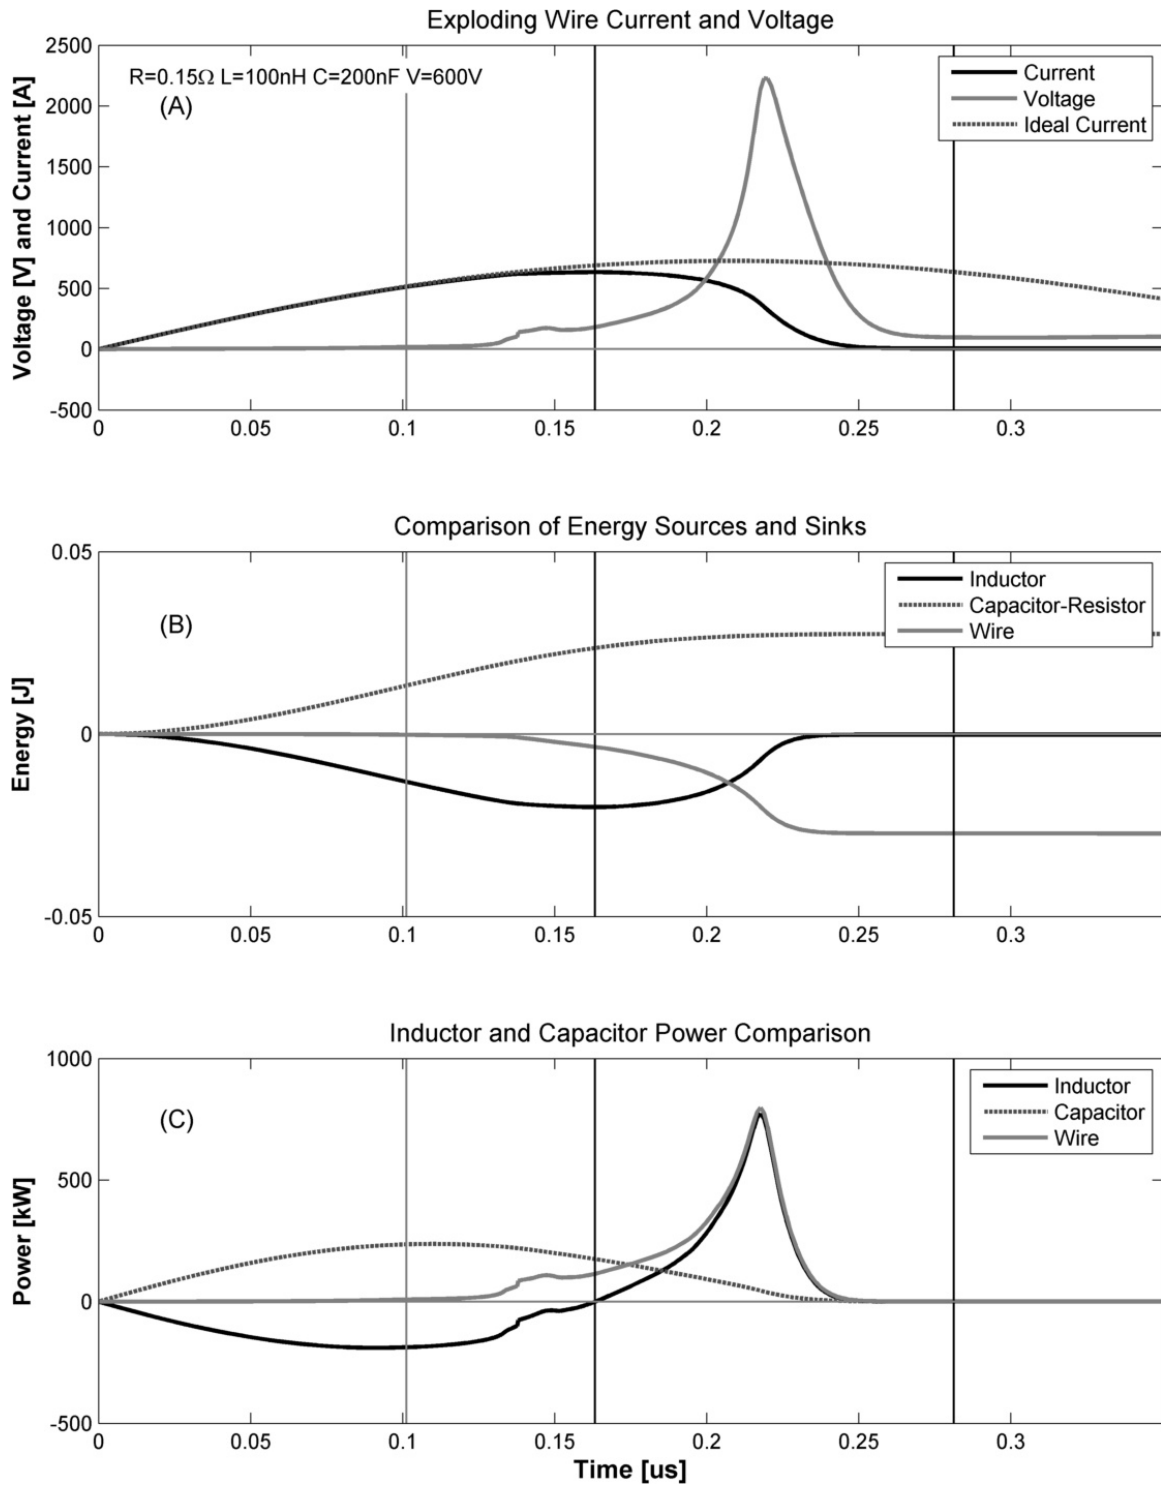 Exploding Wire Current and Voltage
2500
2000
1500
1000
500
0
-500
Voltage [V] and Current [A]
R=0.15Ω L=100nH C=200nF V=600V
(A)
Current
Voltage
Ideal Current
0 0.05 0.1 0.15 0.2 0.25 0.3
Comparison of Energy Sources and Sinks
0.05
0
-0.05
Energy [J]
(B)
Inductor
Capacitor-Resistor
Wire
0 0.05 0.1 0.15 0.2 0.25 0.3
Inductor and Capacitor Power Comparison
1000
500
0
-500
Power [kW]
(C)
Inductor
Capacitor
Wire
0 0.05 0.1 0.15 0.2 0.25 0.3
Time [us]